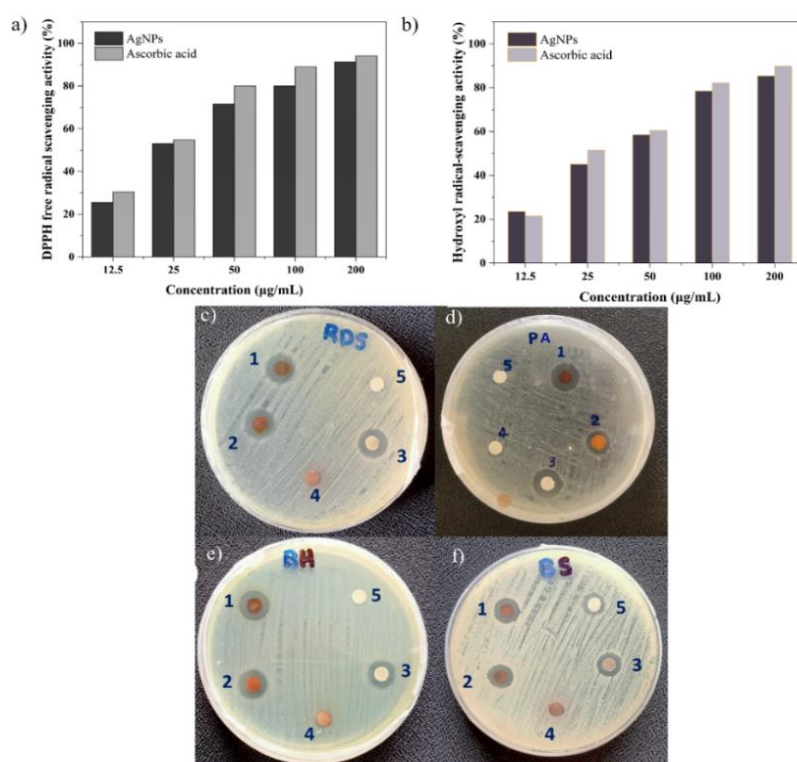 a)
DPPH free radical scavenging activity (%)
100
80
60
40
20
0
AgNPs
Ascorbic acid
12.5 25 50 100 200
Concentration (µg/mL)
b)
Hydroxyl radical-scavenging activity (%)
100
80
60
40
20
0
AgNPs
Ascorbic acid
12.5 25 50 100 200
Concentration (µg/mL)
c)
RDS
1
5
2
3
4
d)
PA
5
1
2
4
3
e)
BH
1
5
2
3
4
f)
BS
1
5
2
3
4